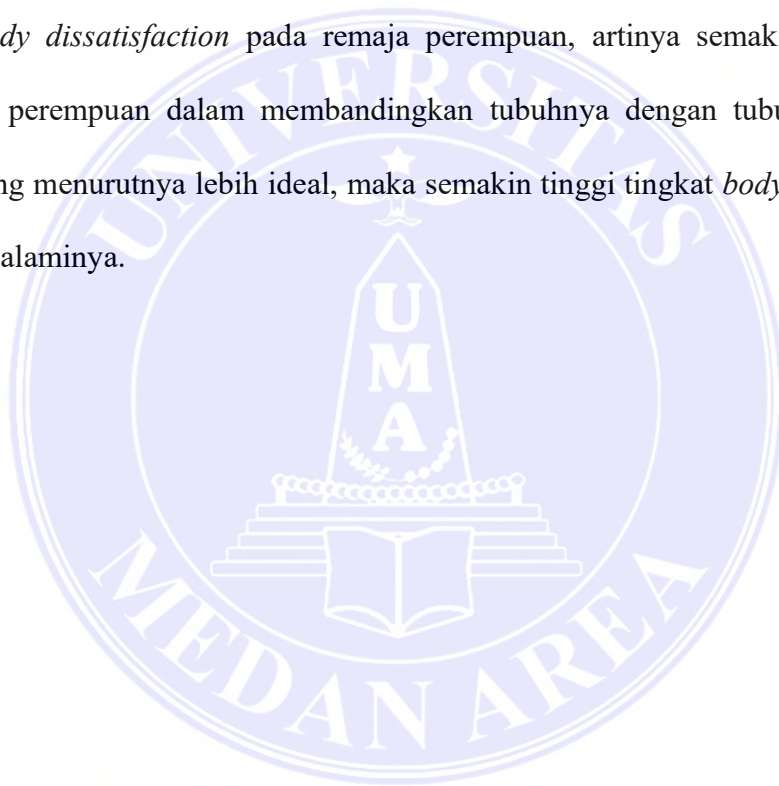 dy dissatisfaction pada remaja perempuan, artinya semak
perempuan dalam membandingkan tubuhnya dengan tubu
ng menurutnya lebih ideal, maka semakin tinggi tingkat body
alaminya.
UNIVERSITAS
UMA
MEDAN AREA